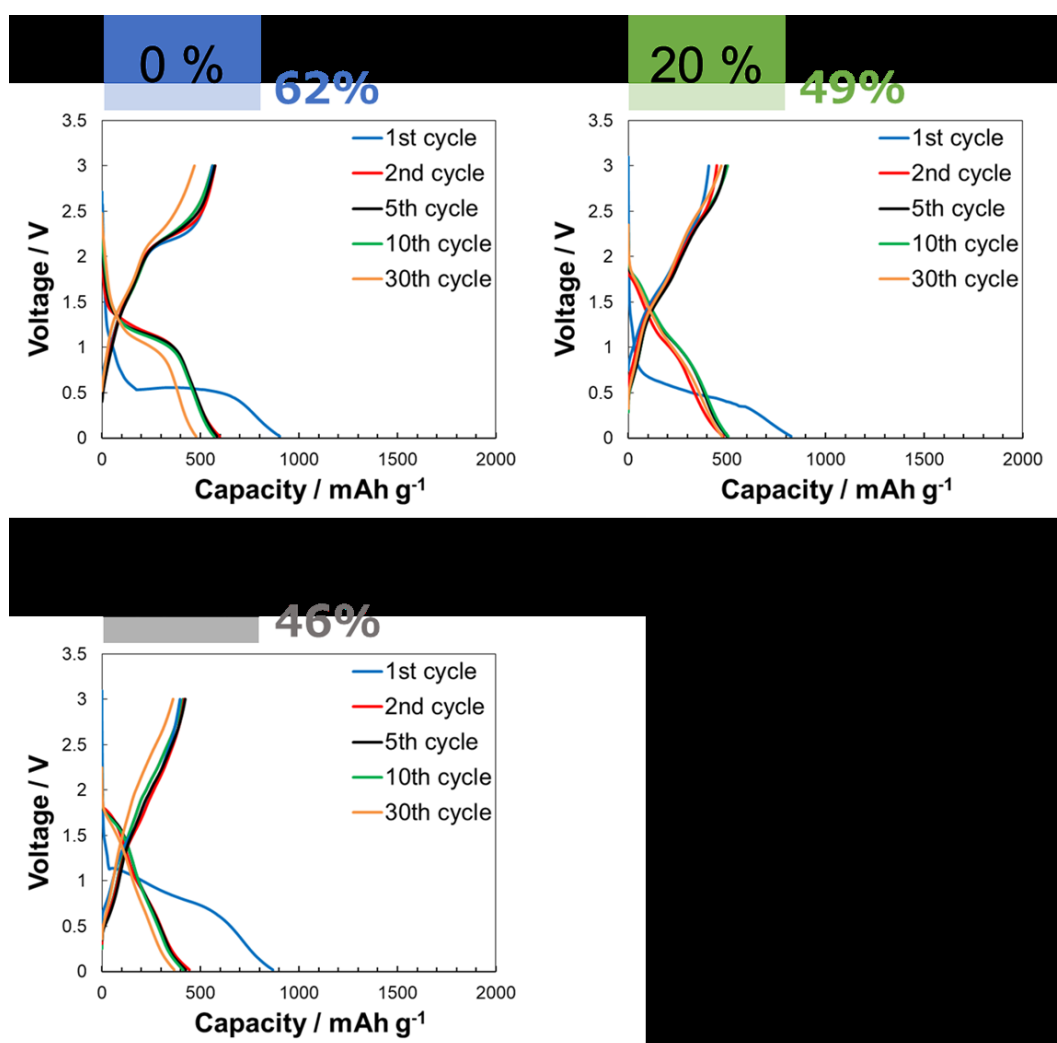 0 %
62%
3.5
3
2.5
2
1.5
1
0.5
0
Voltage / V
1st cycle
2nd cycle
5th cycle
10th cycle
30th cycle
0 500 1000 1500 2000
Capacity / mAh g-1
20 %
49%
3.5
3
2.5
2
1.5
1
0.5
0
Voltage / V
1st cycle
2nd cycle
5th cycle
10th cycle
30th cycle
0 500 1000 1500 2000
Capacity / mAh g-1
46%
3.5
3
2.5
2
1.5
1
0.5
0
Voltage / V
1st cycle
2nd cycle
5th cycle
10th cycle
30th cycle
0 500 1000 1500 2000
Capacity / mAh g-1